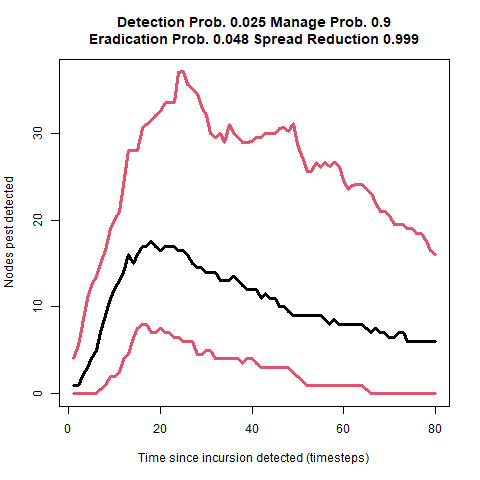 Detection Prob. 0.025 Manage Prob. 0.9
Eradication Prob. 0.048 Spread Reduction 0.999
Nodes pest detected
30
20
10
0
0 20 40 60 80
Time since incursion detected (timesteps)